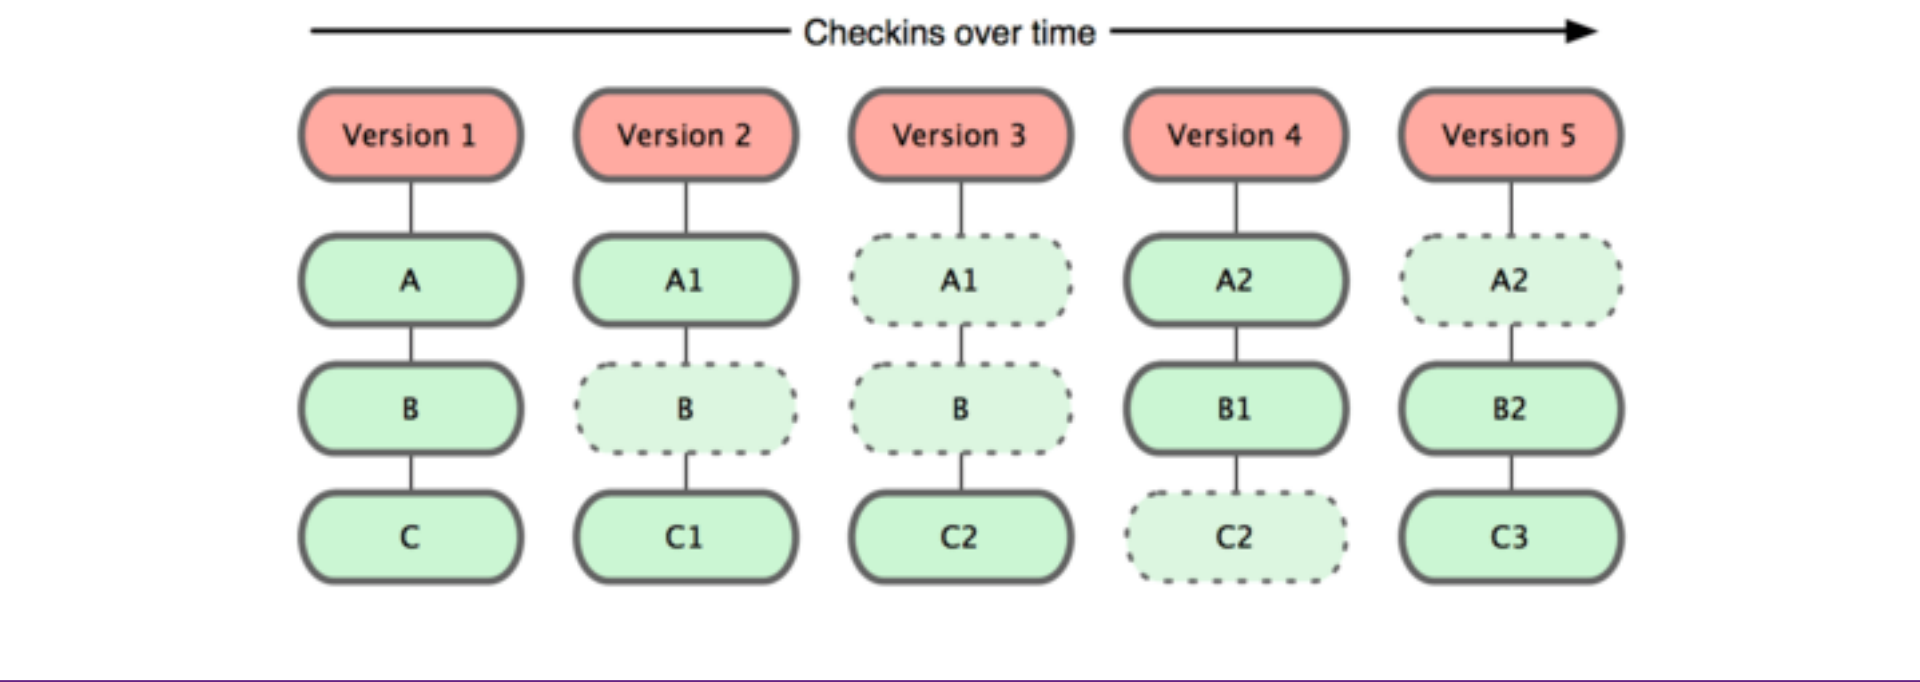 Checkins over time
Version 1 Version 2 Version 3 Version 4 Version 5
A A1 A1 A2 A2
B B B B1 B2
C C1 C2 C2 C3